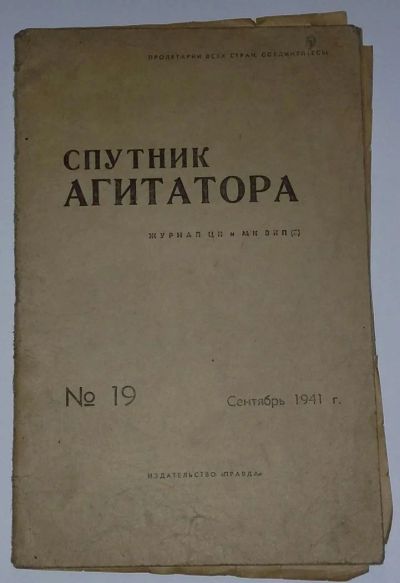 ПРОЛЕТАРИИ ВСЕХ СТРАН, СОЕДИНЯЙТЕСЬ!
СПУТНИК
АГИТАТОРА
ЖУРНАЛ ЦК и МК ВКП(б)
№ 19 Сентябрь 1941 г.
ИЗДАТЕЛЬСТВО «ПРАВДА»